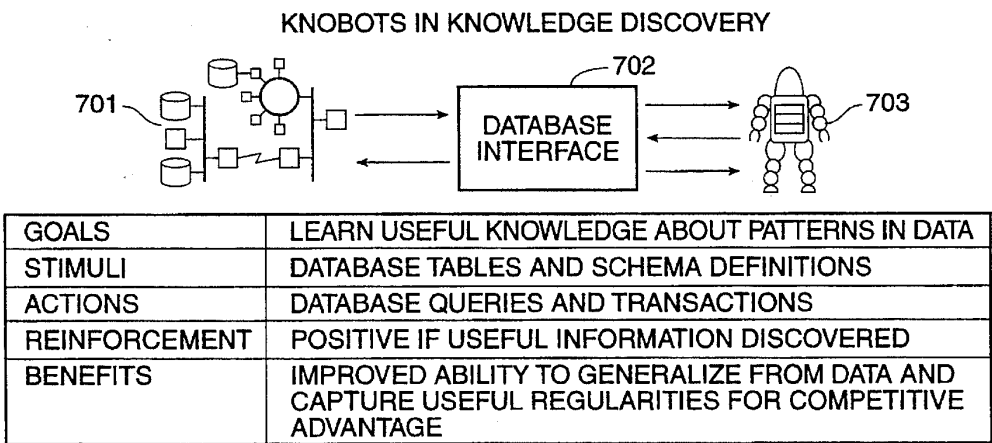 KNOBOTS IN KNOWLEDGE DISCOVERY
701
702
703
DATABASE
INTERFACE
GOALS LEARN USEFUL KNOWLEDGE ABOUT PATTERNS IN DATA
STIMULI DATABASE TABLES AND SCHEMA DEFINITIONS
ACTIONS DATABASE QUERIES AND TRANSACTIONS
REINFORCEMENT POSITIVE IF USEFUL INFORMATION DISCOVERED
BENEFITS IMPROVED ABILITY TO GENERALIZE FROM DATA AND
CAPTURE USEFUL REGULARITIES FOR COMPETITIVE
ADVANTAGE